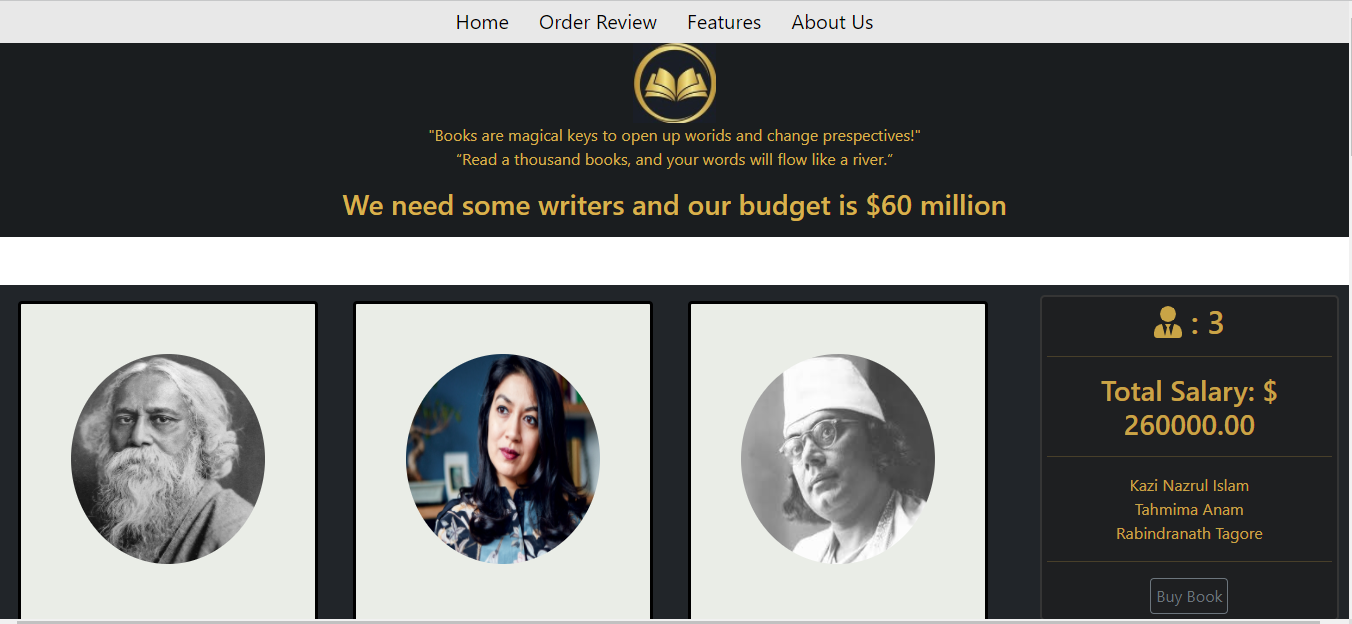 Home Order Review Features About Us
"Books are magical keys to open up worids and change prespectives!"
“Read a thousand books, and your words will flow like a river.”
We need some writers and our budget is $60 million
: 3
Total Salary: $
260000.00
Kazi Nazrul Islam
Tahmima Anam
Rabindranath Tagore
Buy Book